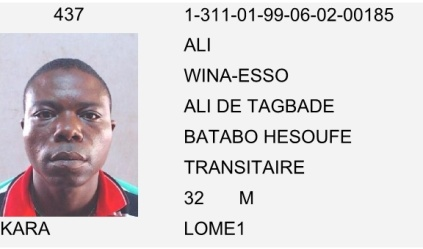 437 1-311-01-99-06-02-00185
ALI
WINA-ESSO
ALI DE TAGBADE
BATABO HESOUFE
TRANSITAIRE
32 M
KARA LOME1